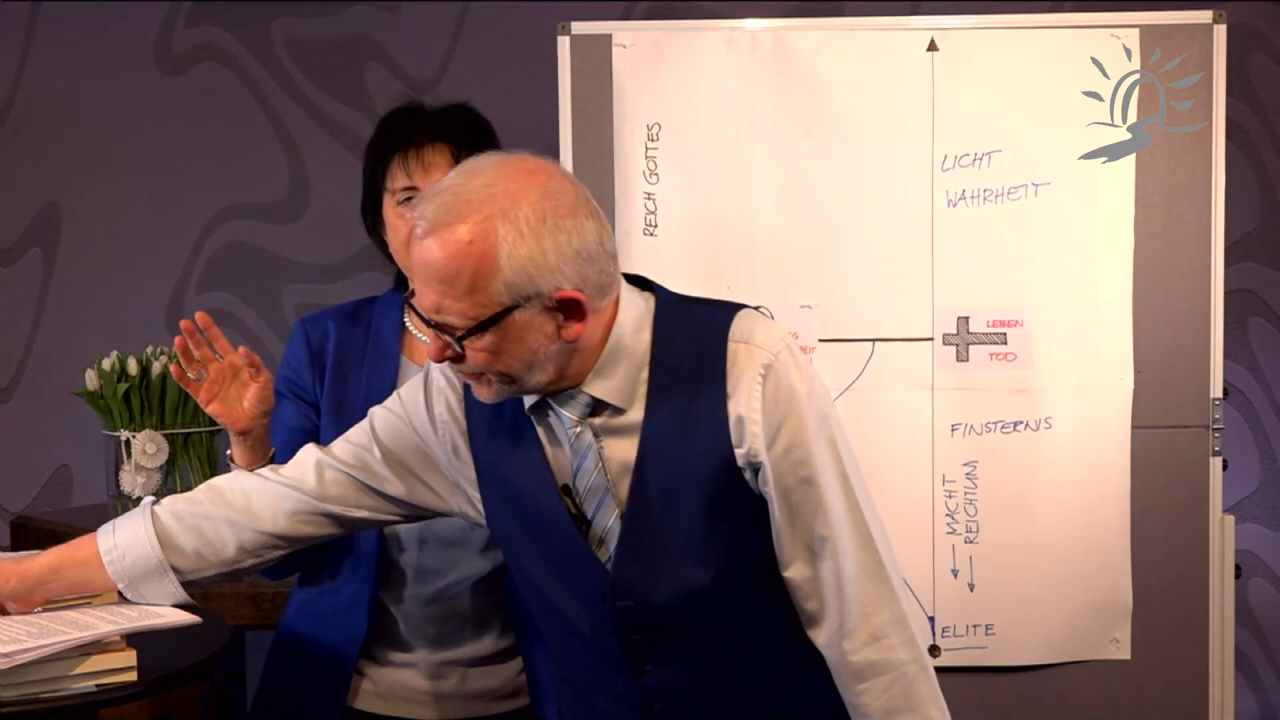 REICH GOTTES
LICHT
WAHRHEIT
LEBEN
TOD
FINSTERNIS
MACHT
REICHTUM
ELITE